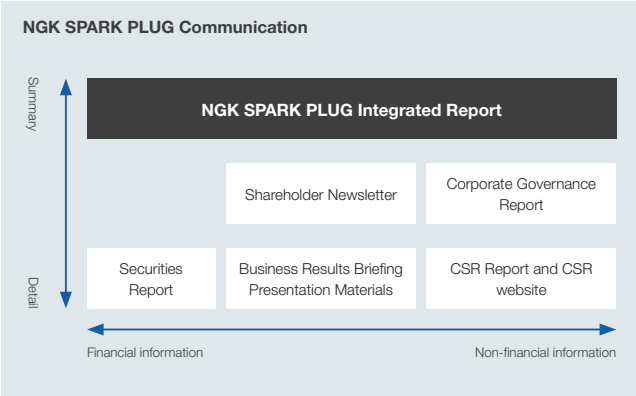 NGK SPARK PLUG Communication
Summary
NGK SPARK PLUG Integrated Report
Shareholder Newsletter
Corporate Governance
Report
Detail
Securities
Report
Business Results Briefing
Presentation Materials
CSR Report and CSR
website
Financial information
Non-financial information